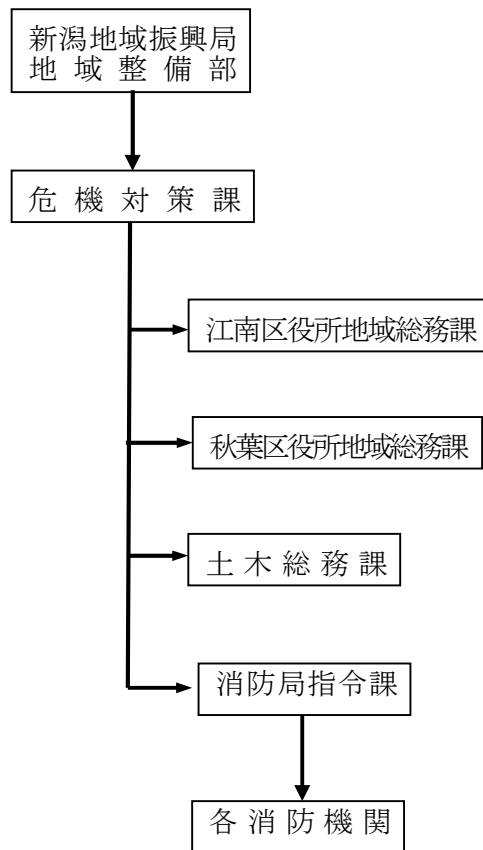 新潟地域振興局
地域整備部
危機対策課
江南区役所地域総務課
秋葉区役所地域総務課
土木総務課
消防局指令課
各消防機関